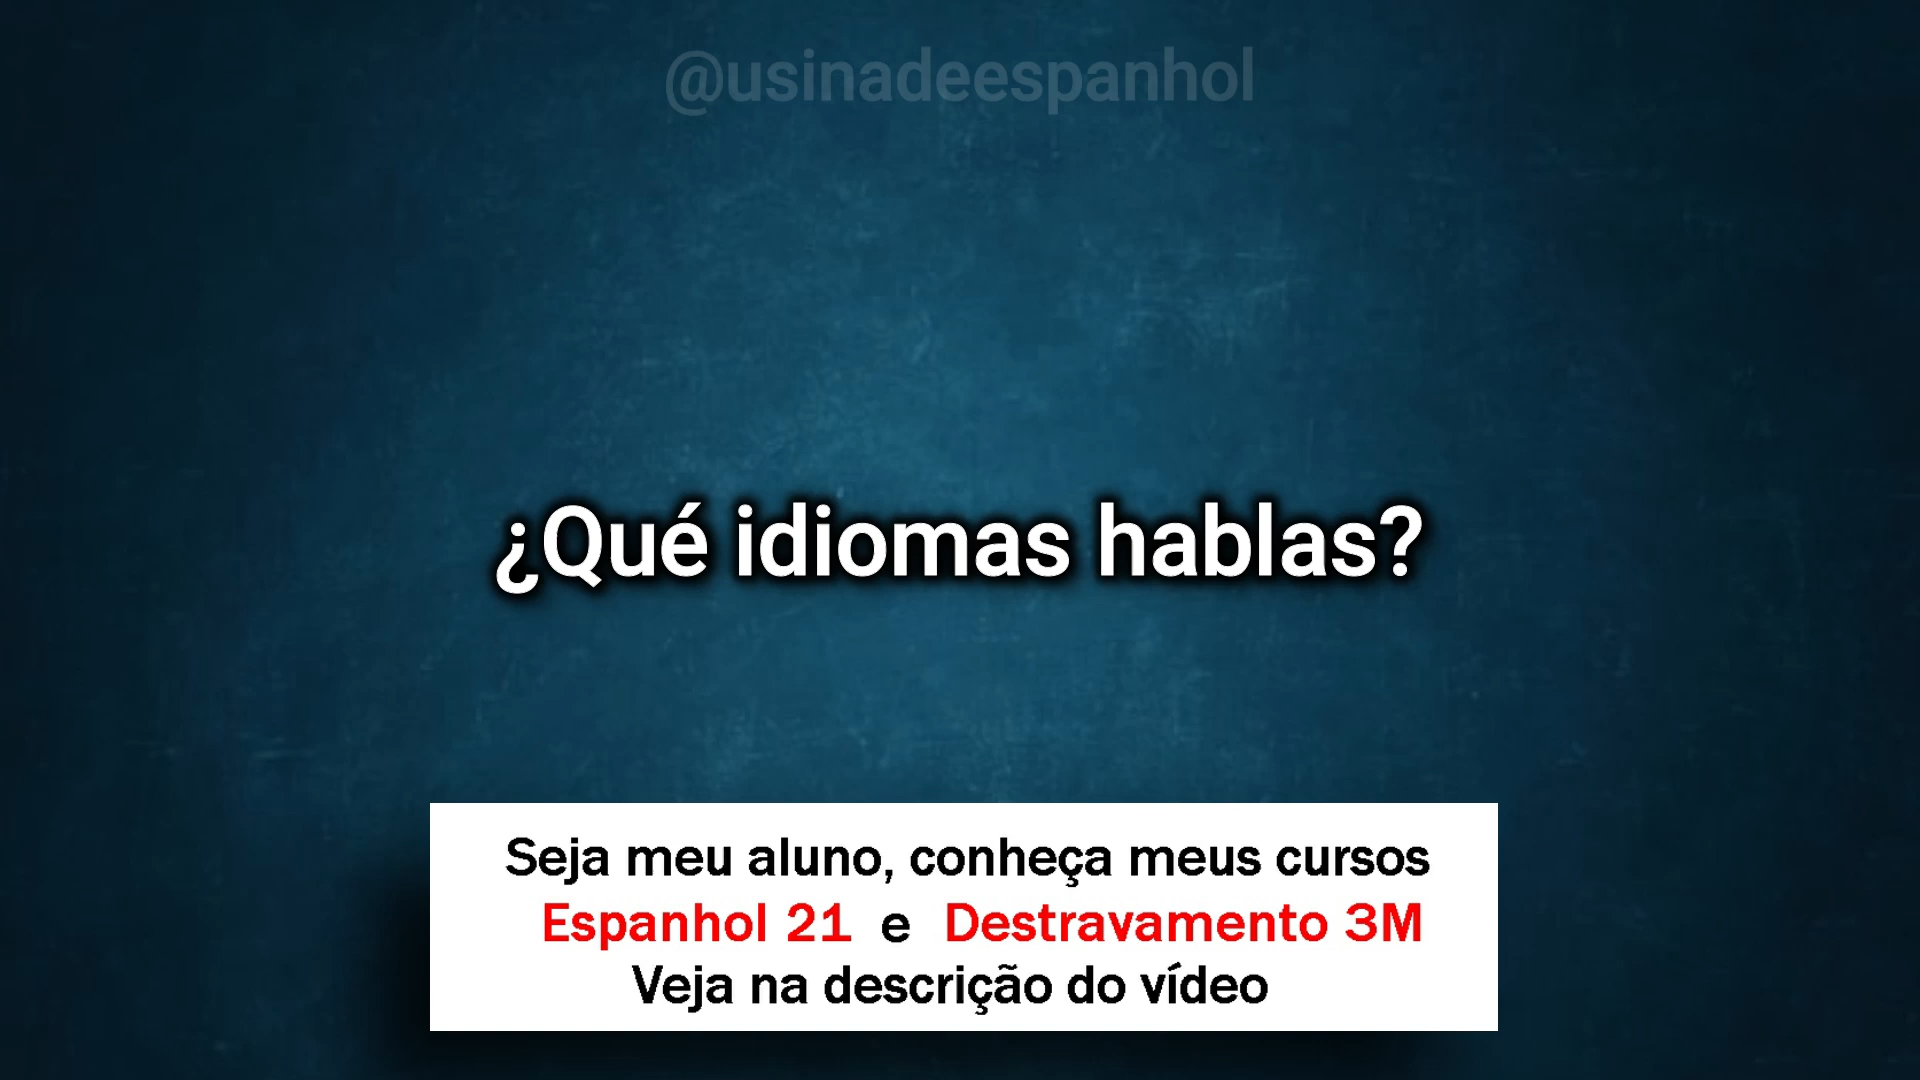 @usinadeespanhol
¿Qué idiomas hablas?
Seja meu aluno, conheça meus cursos
Espanhol 21 e Destravamento 3M
Veja na descrição do vídeo